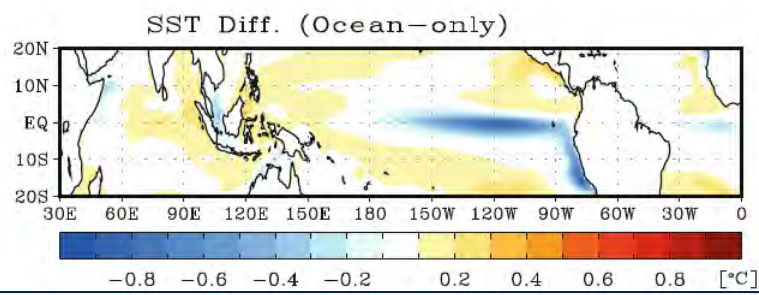 SST Diff. (Ocean−only)
20N
10N
EQ
10S
20S
30E 60E 90E 120E 150E 180 150W 120W 90W 60W 30W 0
−0.8 −0.6 −0.4 −0.2 0.2 0.4 0.6 0.8 [°C]